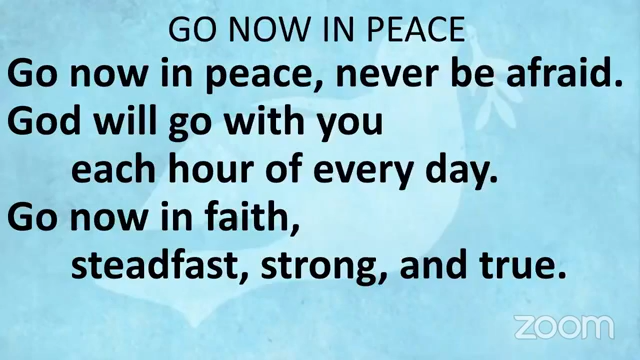 GO NOW IN PEACE
Go now in peace, never be afraid.
God will go with you
each hour of every day.
Go now in faith,
steadfast, strong, and true.
zoom